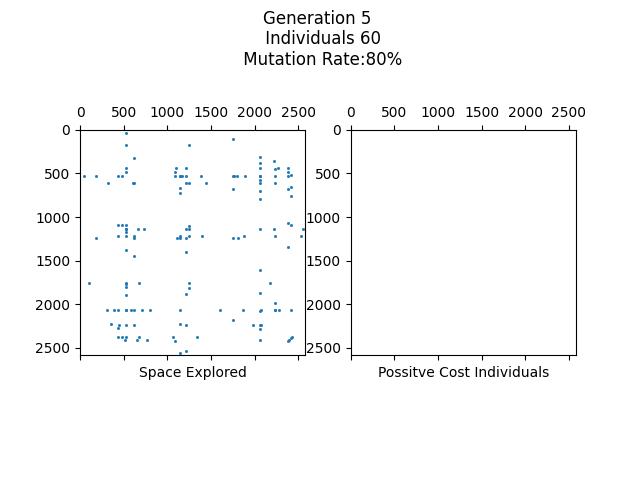 Generation 5
Individuals 60
Mutation Rate:80%
0 500 1000 1500 2000 2500
0 500 1000 1500 2000 2500
0
500
1000
1500
2000
2500
0
500
1000
1500
2000
2500
Space Explored
Possitve Cost Individuals